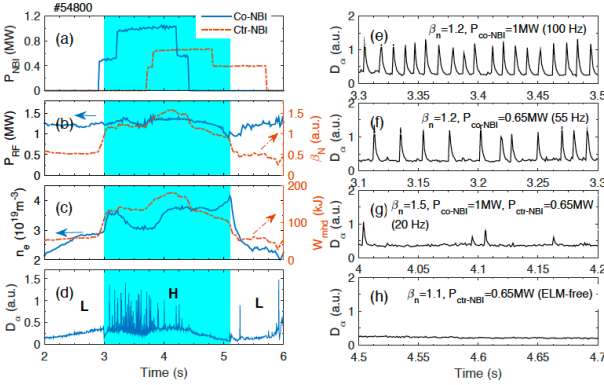 #54800
Co-NBI
Ctr-NBI
(a)
P_NBI (MW)
1.0
0.5
0
(b)
P_RF (MW)
1.5
1
0.5
0
β_N (a.u.)
1.5
1
0.5
0
(c)
n_e (10^19 m^-3)
4
3
2
W_mhd (kJ)
200
100
0
(d)
D_α (a.u.)
1.5
1
0.5
0
L
H
L
2 3 4 5 6
Time (s)
(e)
β_n=1.2, P_co-NBI=1MW (100 Hz)
D_α (a.u.)
2
1
0
3.3 3.35 3.4 3.45 3.5
(f)
β_n=1.2, P_co-NBI=0.65MW (55 Hz)
D_α (a.u.)
2
1
0
3.1 3.15 3.2 3.25 3.3
(g)
β_n=1.5, P_co-NBI=1MW, P_ctr-NBI=0.65MW
(20 Hz)
D_α (a.u.)
2
1
0
4 4.05 4.1 4.15 4.2
(h)
β_n=1.1, P_ctr-NBI=0.65MW (ELM-free)
D_α (a.u.)
2
1
0
4.5 4.55 4.6 4.65 4.7
Time (s)